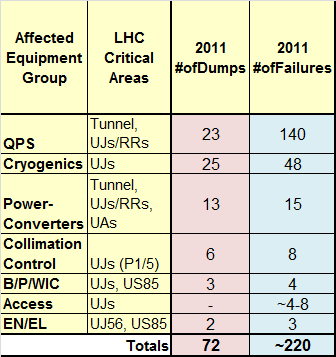 Affected Equipment Group	LHC Critical Areas	2011 #ofDumps	2011 #ofFailures
QPS	Tunnel, UJs/RRs	23	140
Cryogenics	UJs	25	48
Power-Converters	Tunnel, UJs/RRs, UAs	13	15
Collimation Control	UJs (P1/5)	6	8
B/P/WIC	UJs, US85	3	4
Access	UJs	-	~4-8
EN/EL	UJ56, US85	2	3
Totals	72	~220